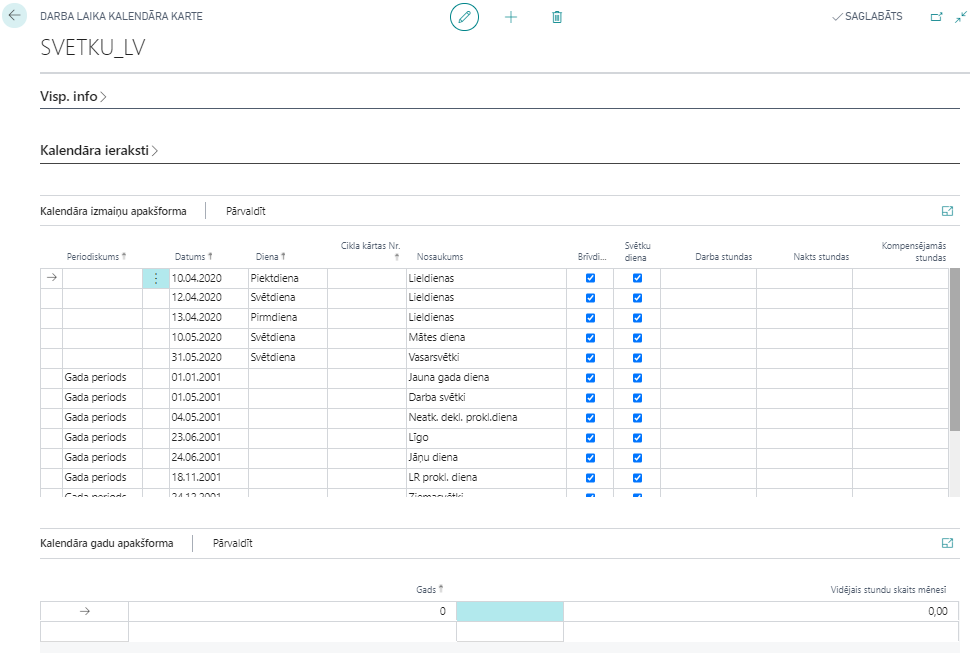 DARBA LAIKA KALENDĀRA KARTE
SAGLABĀTS
SVETKU_LV
Visp. info
Kalendāra ieraksti
Kalendāra izmaiņu apakšforma Pārvaldīt
Periodiskums Datums Diena Cikla kārtas Nr. Nosaukums Brīvdi... Svētku diena Darba stundas Nakts stundas Kompensējamās stundas
10.04.2020 Piektdiena Lieldienas
12.04.2020 Svētdiena Lieldienas
13.04.2020 Pirmdiena Lieldienas
10.05.2020 Svētdiena Mātes diena
31.05.2020 Svētdiena Vasarsvētki
Gada periods 01.01.2001 Jauna gada diena
Gada periods 01.05.2001 Darba svētki
Gada periods 04.05.2001 Neatk. dekl. prokl.diena
Gada periods 23.06.2001 Līgo
Gada periods 24.06.2001 Jāņu diena
Gada periods 18.11.2001 LR prokl. diena
Gada periods 24.12.2001 Ziemasvētki
Kalendāra gadu apakšforma Pārvaldīt
Gads Vidējais stundu skaits mēnesī
0 0,00